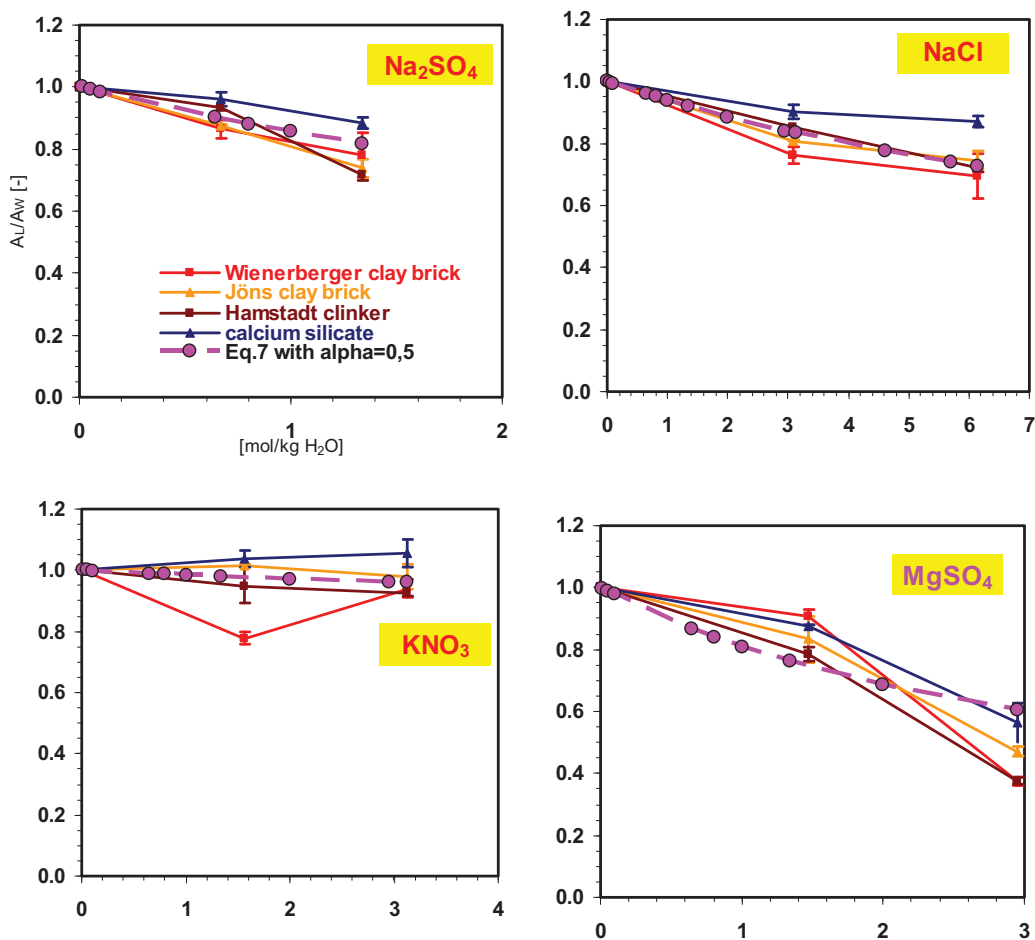 1.2
1.0
0.8
0.6
0.4
0.2
0.0
AL/AW [-]
Na₂SO₄
Wienerberger clay brick
Jöns clay brick
Hamstadt clinker
calcium silicate
Eq.7 with alpha=0,5
0 1 2
[mol/kg H₂O]
1.2
1.0
0.8
0.6
0.4
0.2
0.0
NaCl
0 1 2 3 4 5 6 7
1.2
1.0
0.8
0.6
0.4
0.2
0.0
KNO₃
0 1 2 3 4
1.2
1.0
0.8
0.6
0.4
0.2
0.0
MgSO₄
0 1 2 3